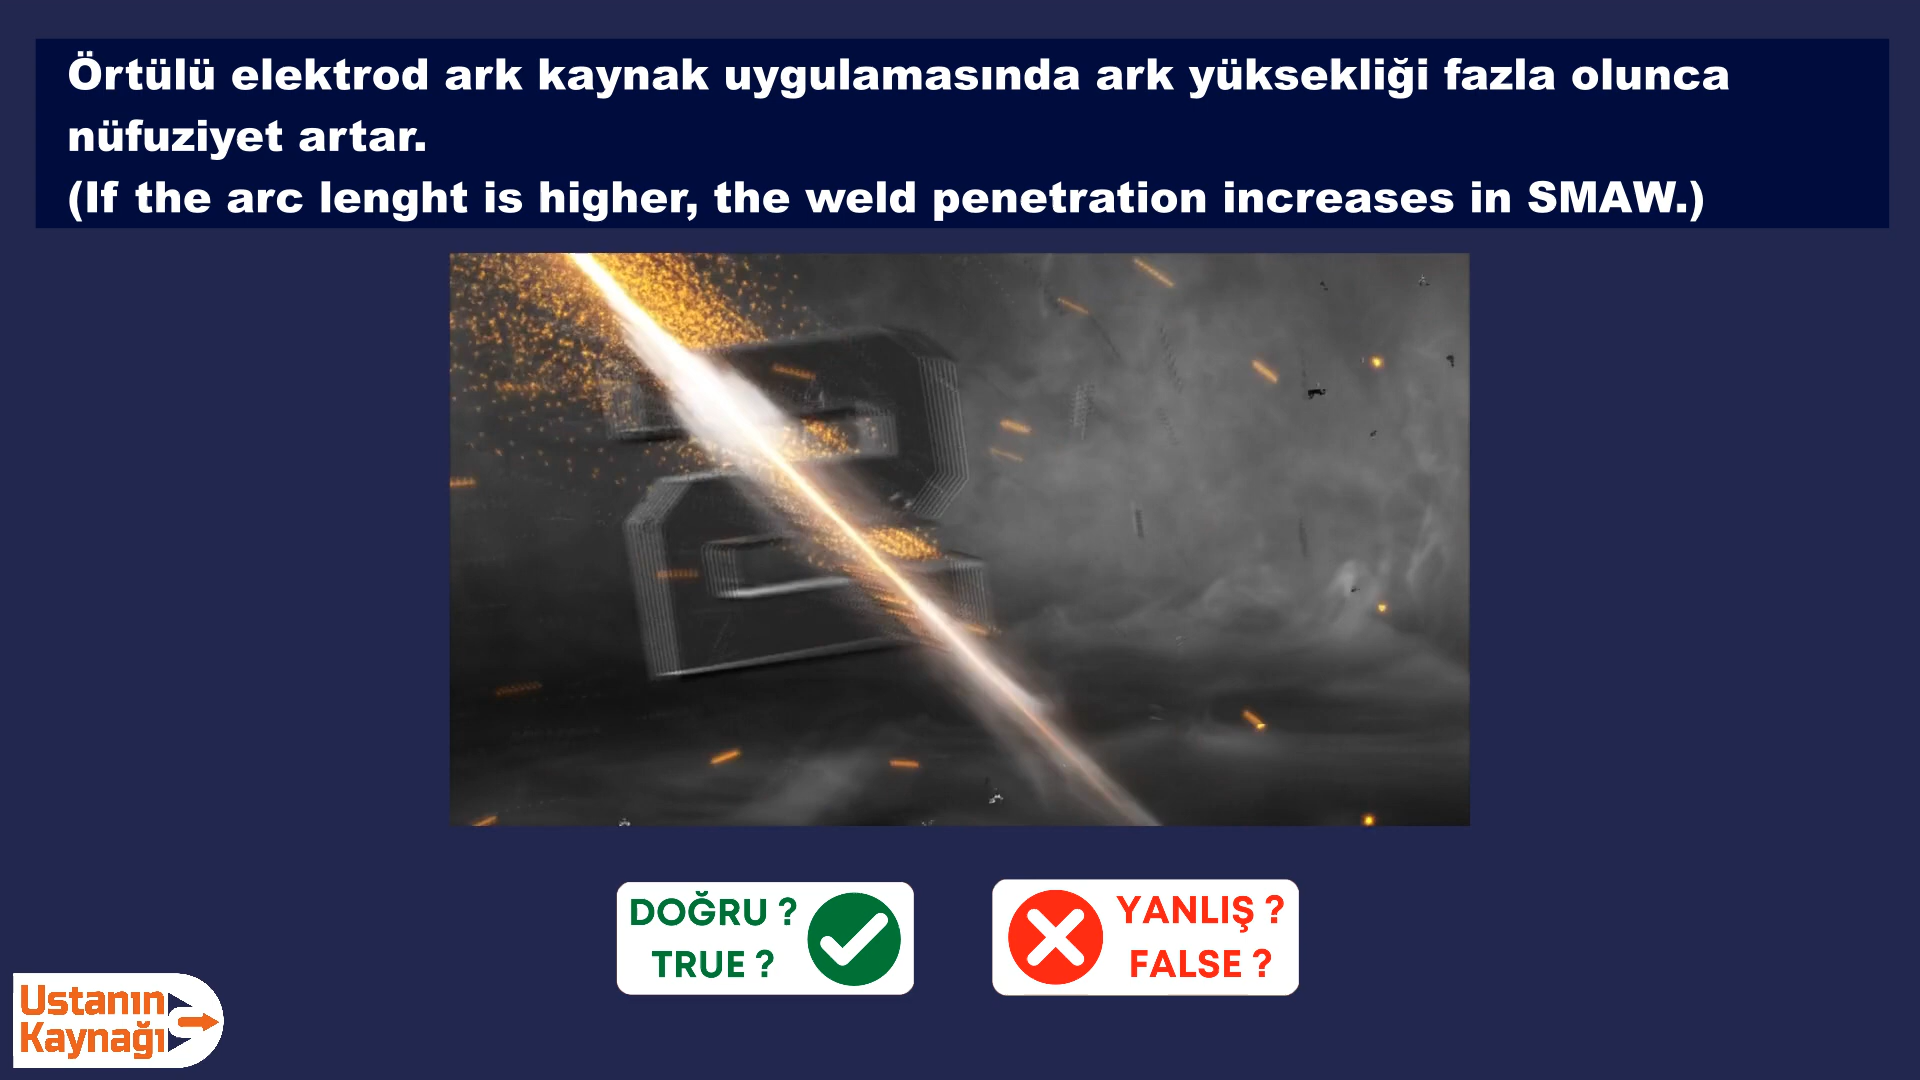 Örtülü elektrod ark kaynak uygulamasında ark yüksekliği fazla olunca
nüfuziyet artar.
(If the arc lenght is higher, the weld penetration increases in SMAW.)
2
DOĞRU ?
TRUE ?
YANLIŞ ?
FALSE ?
Ustanın
Kaynağı